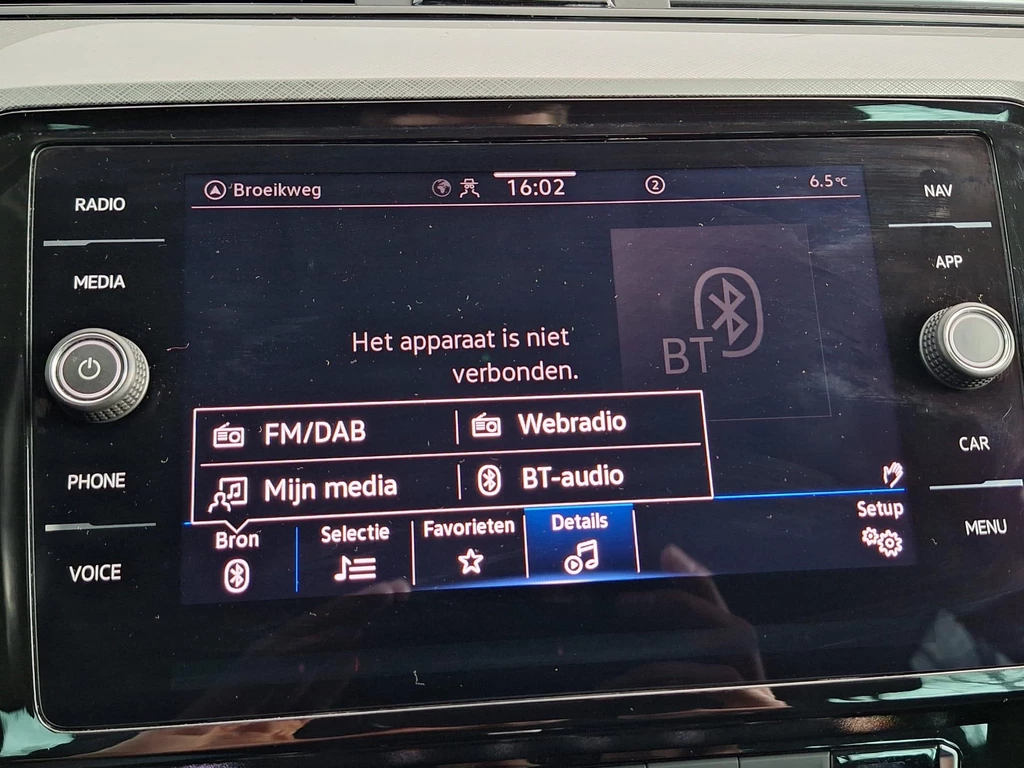 RADIO
MEDIA
PHONE
VOICE
Broeikweg
16:02
2
6.5°C
Het apparaat is niet
verbonden.
BT
FM/DAB
Webradio
Mijn media
BT-audio
Bron
Selectie
Favorieten
Details
Setup
NAV
APP
CAR
MENU